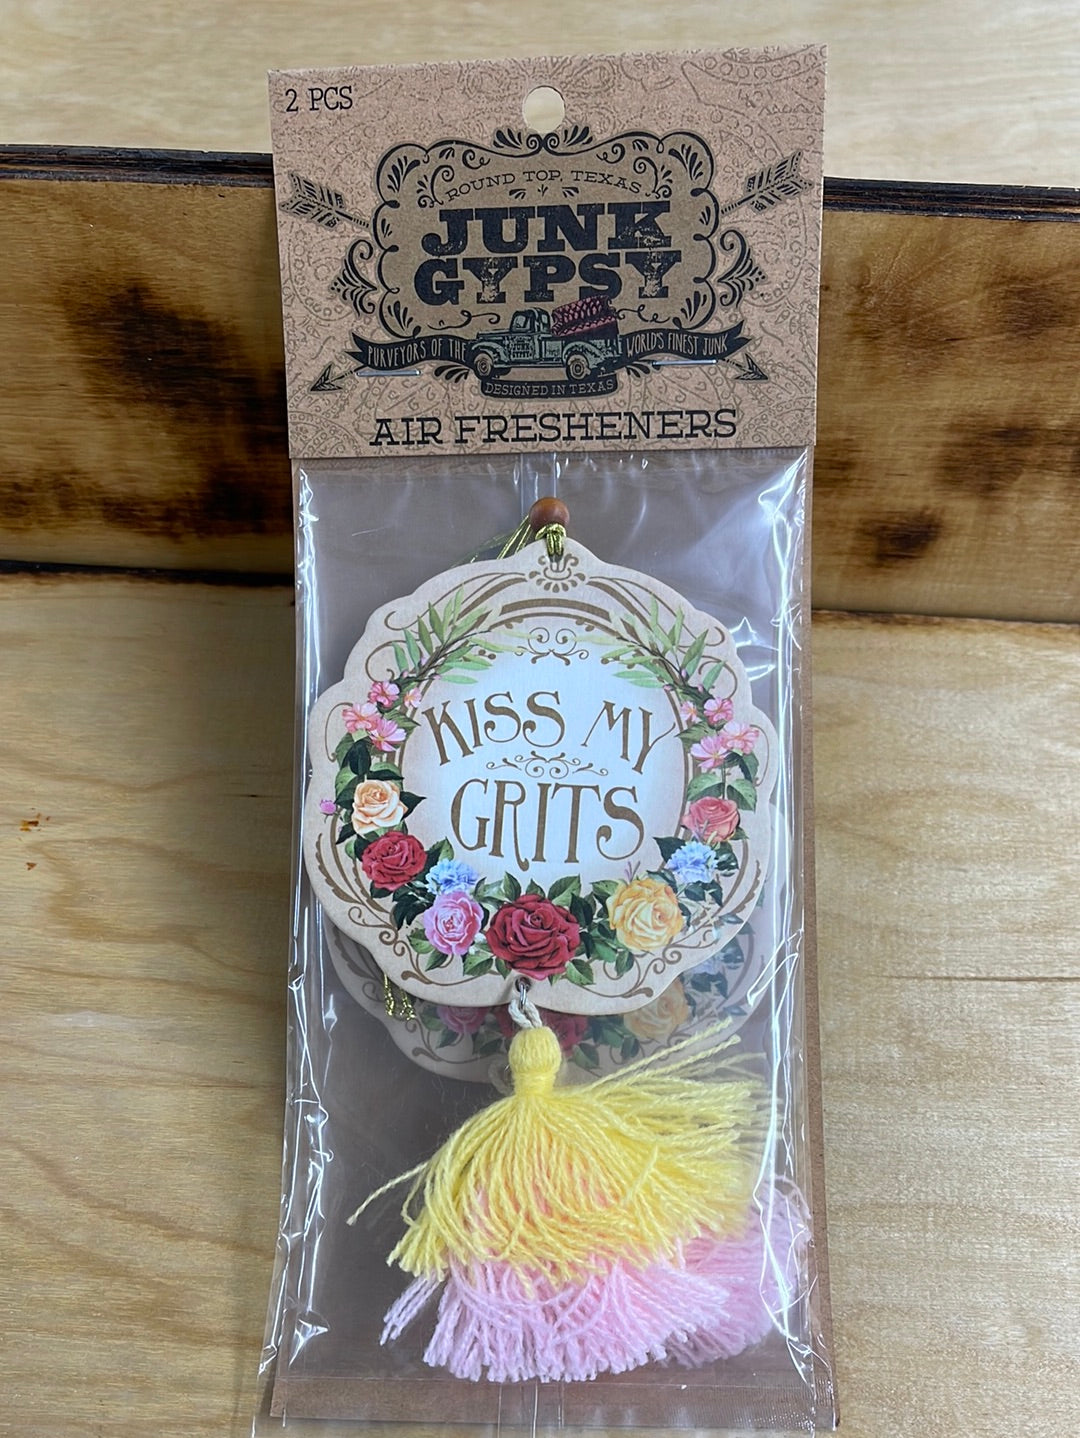 2 PCS
ROUND TOP, TEXAS
JUNK
GYPSY
PURVEYORS OF THE WORLD'S FINEST JUNK
DESIGNED IN TEXAS
AIR FRESHENERS
KISS MY
GRITS